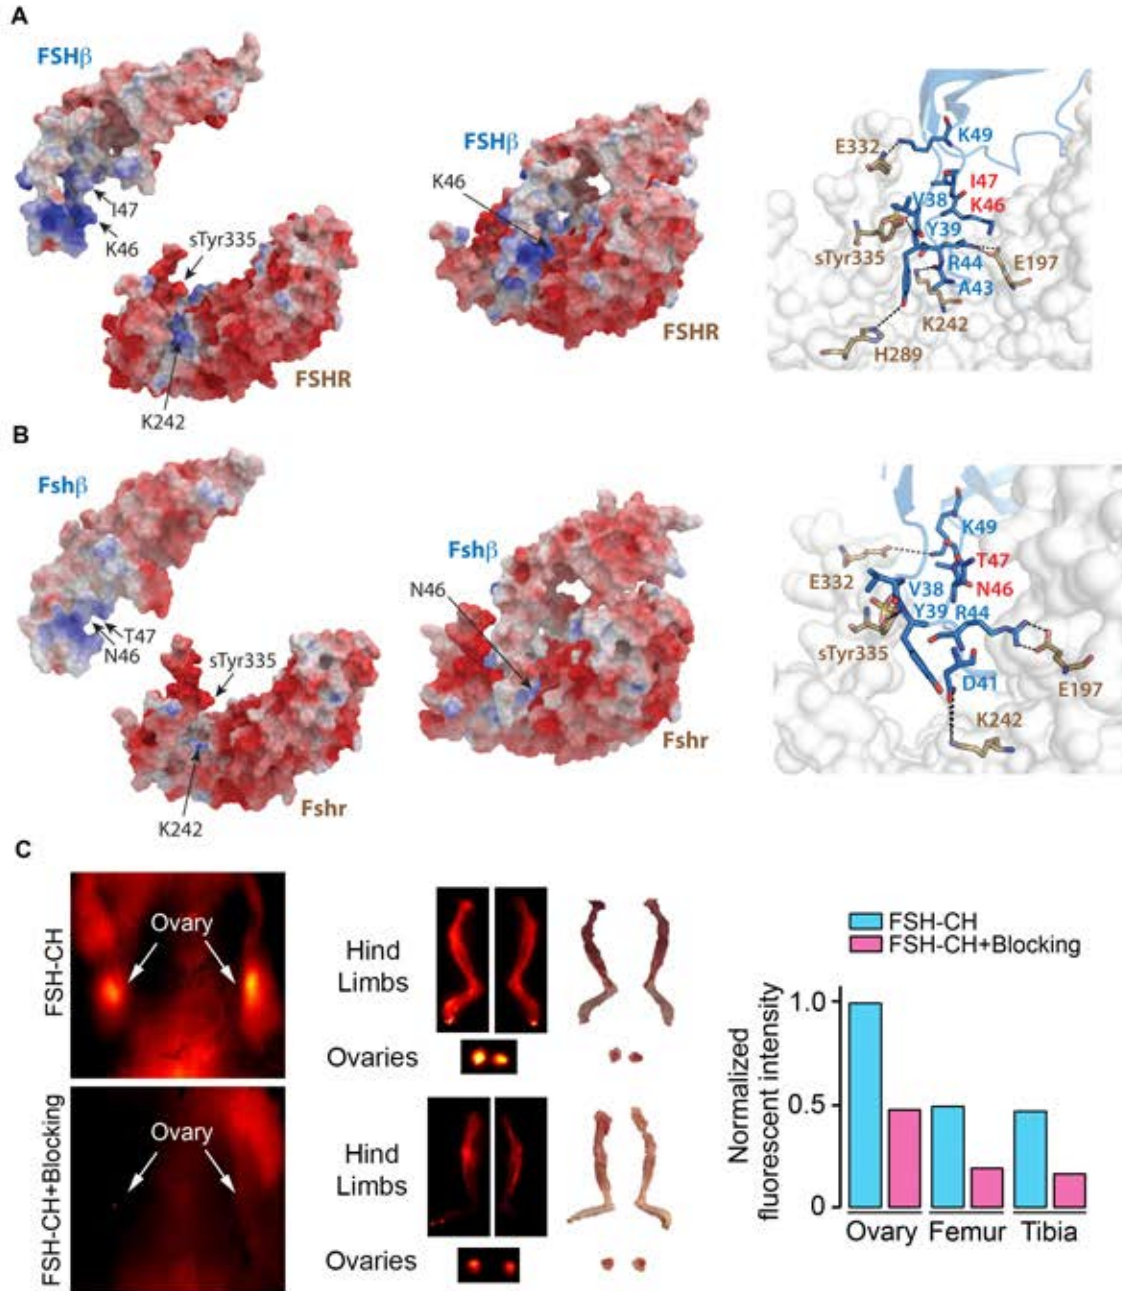 A
FSHβ
I47
K46
sTyr335
FSHR
K242
FSHβ
K46
FSHR
K49
E332
I47
V38
K46
Y39
sTyr335
R44
E197
A43
K242
H289
B
Fshβ
T47
N46
sTyr335
Fshr
K242
Fshβ
N46
Fshr
K49
T47
E332
V38
N46
Y39
R44
sTyr335
D41
E197
K242
C
FSH-CH
Ovary
FSH-CH+Blocking
Ovary
Hind
Limbs
Ovaries
Hind
Limbs
Ovaries
FSH-CH
FSH-CH+Blocking
Normalized
fluorescent intensity
1.0
0.5
0
Ovary Femur Tibia